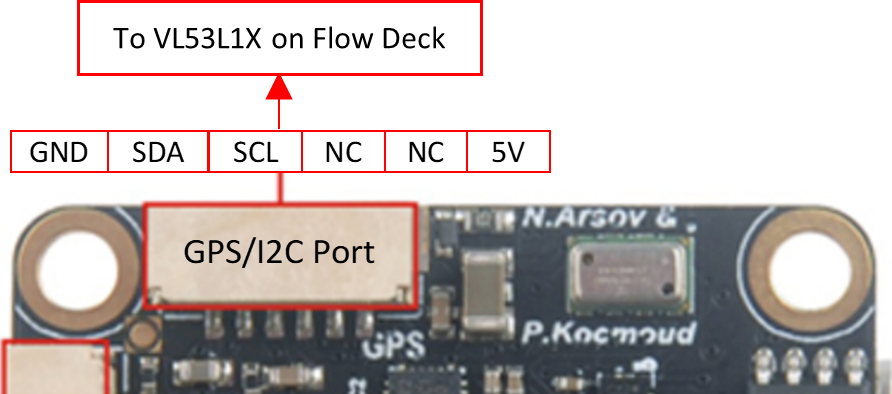 To VL53L1X on Flow Deck
GND SDA SCL NC NC 5V
N.Arsov & .
GPS/I2C Port
P.Kocmoud
GPS